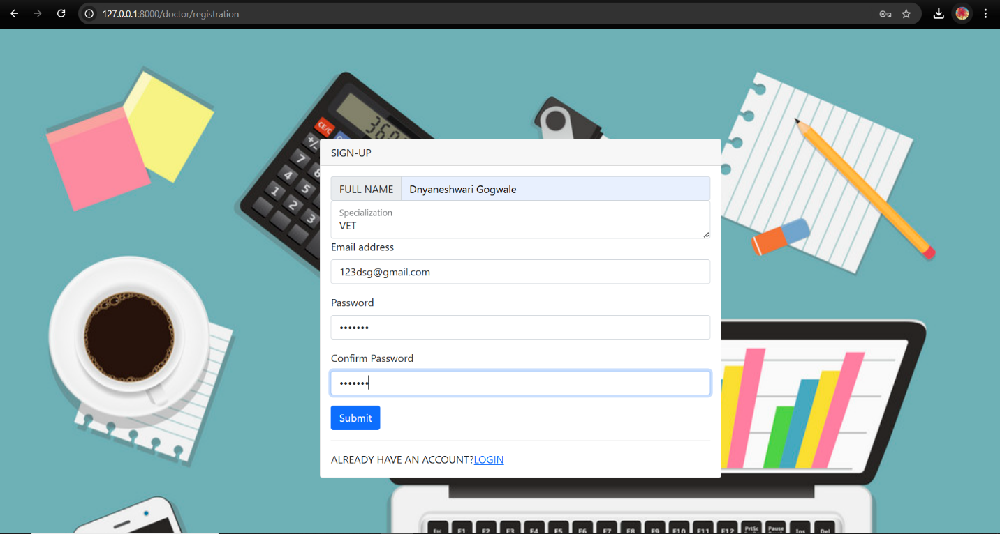 127.0.0.1:8000/doctor/registration
CE/C
+/-
7
8
4
5
1
2
3
SIGN-UP
FULL NAME Dnyaneshwari Gogwale
Specialization
VET
Email address
123dsg@gmail.com
Password
•••••••
Confirm Password
•••••••
Submit
ALREADY HAVE AN ACCOUNT?LOGIN
Esc F1 F2 F3 F4 F5 F6 F7 F8 F9 F10 F11 F12 PrtSc Pause Ins Del